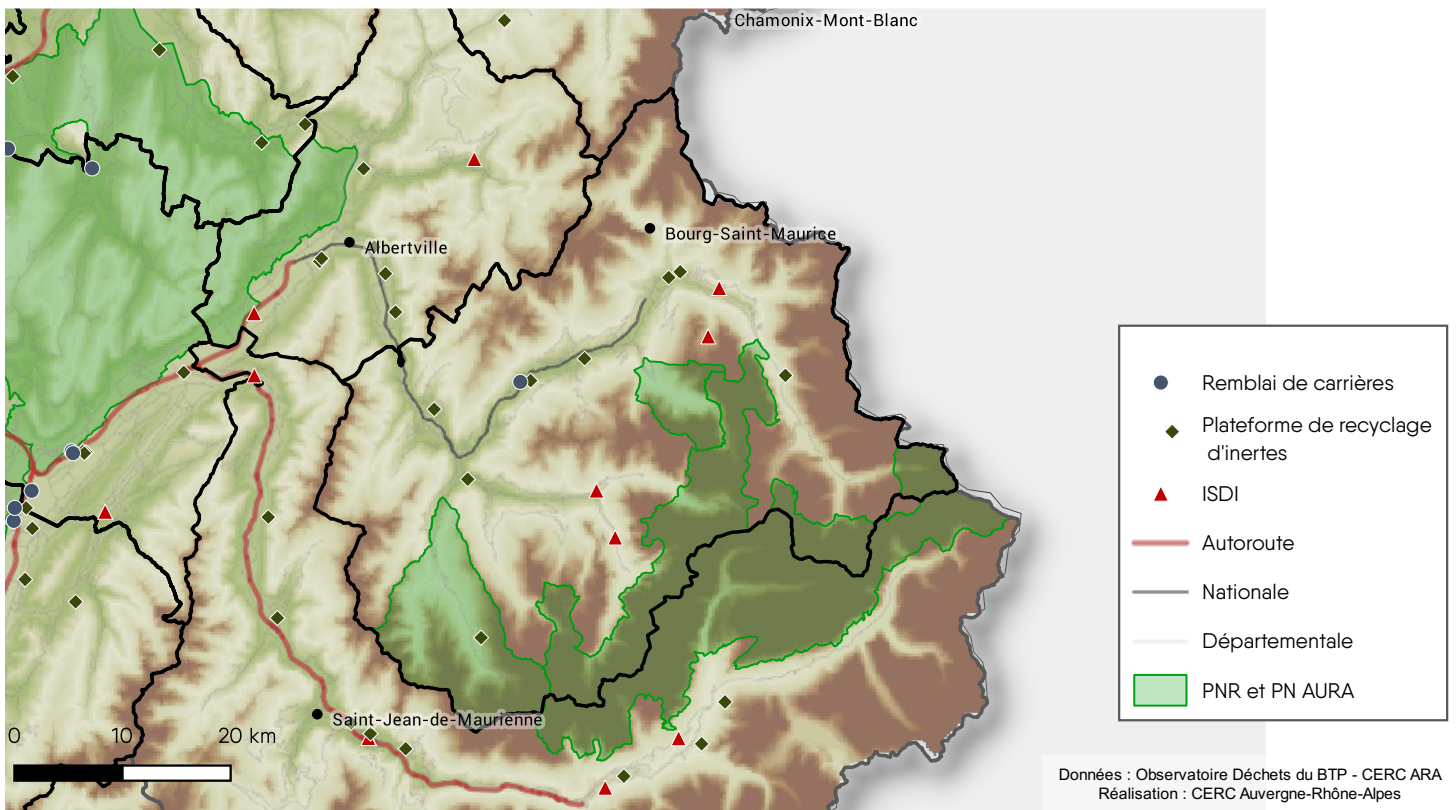 Chamonix-Mont-Blanc
Albertville
Bourg-Saint-Maurice
Saint-Jean-de-Maurienne
0 10 20 km
Remblai de carrières
Plateforme de recyclage
d'inertes
ISDI
Autoroute
Nationale
Départementale
PNR et PN AURA
Données : Observatoire Déchets du BTP - CERC ARA
Réalisation : CERC Auvergne-Rhône-Alpes